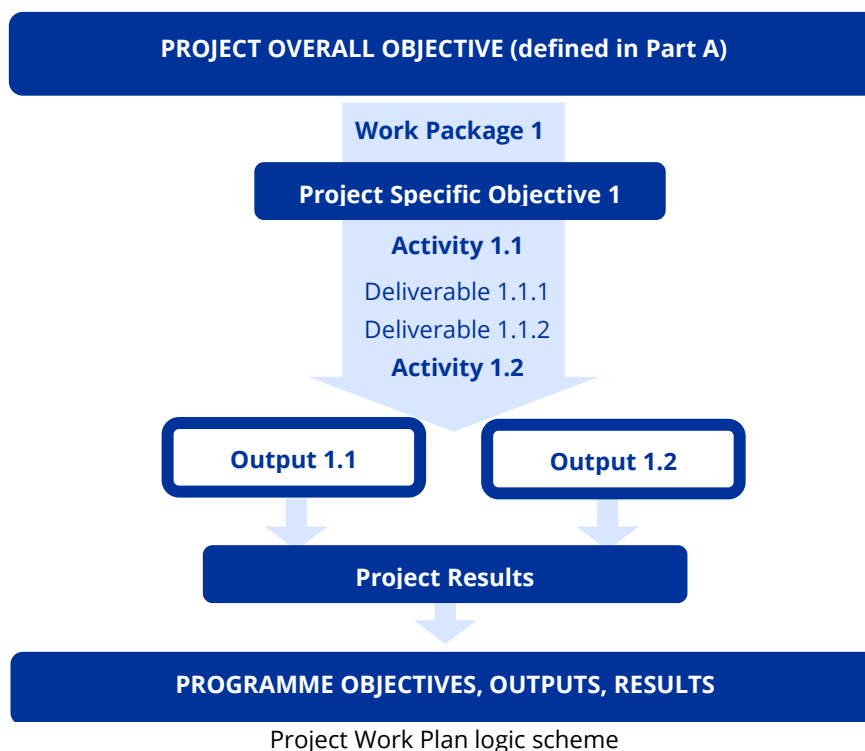 PROJECT OVERALL OBJECTIVE (defined in Part A)
Work Package 1
Project Specific Objective 1
Activity 1.1
Deliverable 1.1.1
Deliverable 1.1.2
Activity 1.2
Output 1.1
Output 1.2
Project Results
PROGRAMME OBJECTIVES, OUTPUTS, RESULTS
Project Work Plan logic scheme